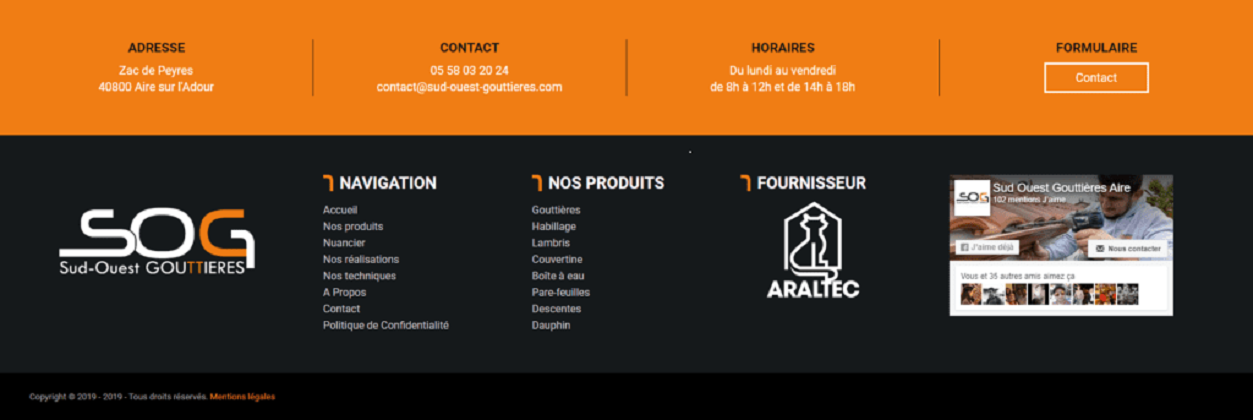 ADRESSE
Zac de Peyres
40800 Aire sur l'Adour
CONTACT
05 58 03 20 24
contact@sud-ouest-gouttieres.com
HORAIRES
Du lundi au vendredi
de 8h à 12h et de 14h à 18h
FORMULAIRE
Contact
SOG
Sud-Ouest GOUTTIERES
NAVIGATION
Accueil
Nos produits
Nuancier
Nos réalisations
Nos techniques
A Propos
Contact
Politique de Confidentialité
NOS PRODUITS
Gouttières
Habillage
Lambris
Couvertine
Boîte à eau
Pare-feuilles
Descentes
Dauphin
FOURNISSEUR
ARALTEC
SOG
Sud Ouest Gouttières Aire
102 mentions J'aime
J'aime déjà
Nous contacter
Vous et 35 autres amis aimez ça
Copyright © 2019 - 2019 - Tous droits réservés. Mentions légales